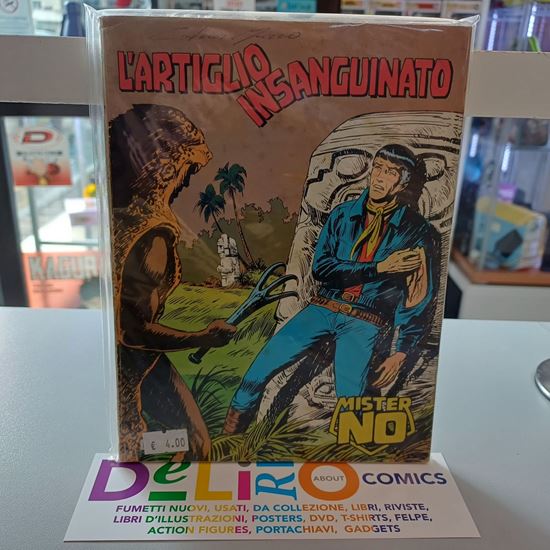 L'ARTIGLIO
INSANGUINATO
MISTER
NO
€ 4.00
DeLiRiO
ABOUT
COMICS
FUMETTI NUOVI, USATI, DA COLLEZIONE, LIBRI, RIVISTE,
LIBRI D'ILLUSTRAZIONI, POSTERS, DVD, T-SHIRTS, FELPE,
ACTION FIGURES, PORTACHIAVI, GADGETS